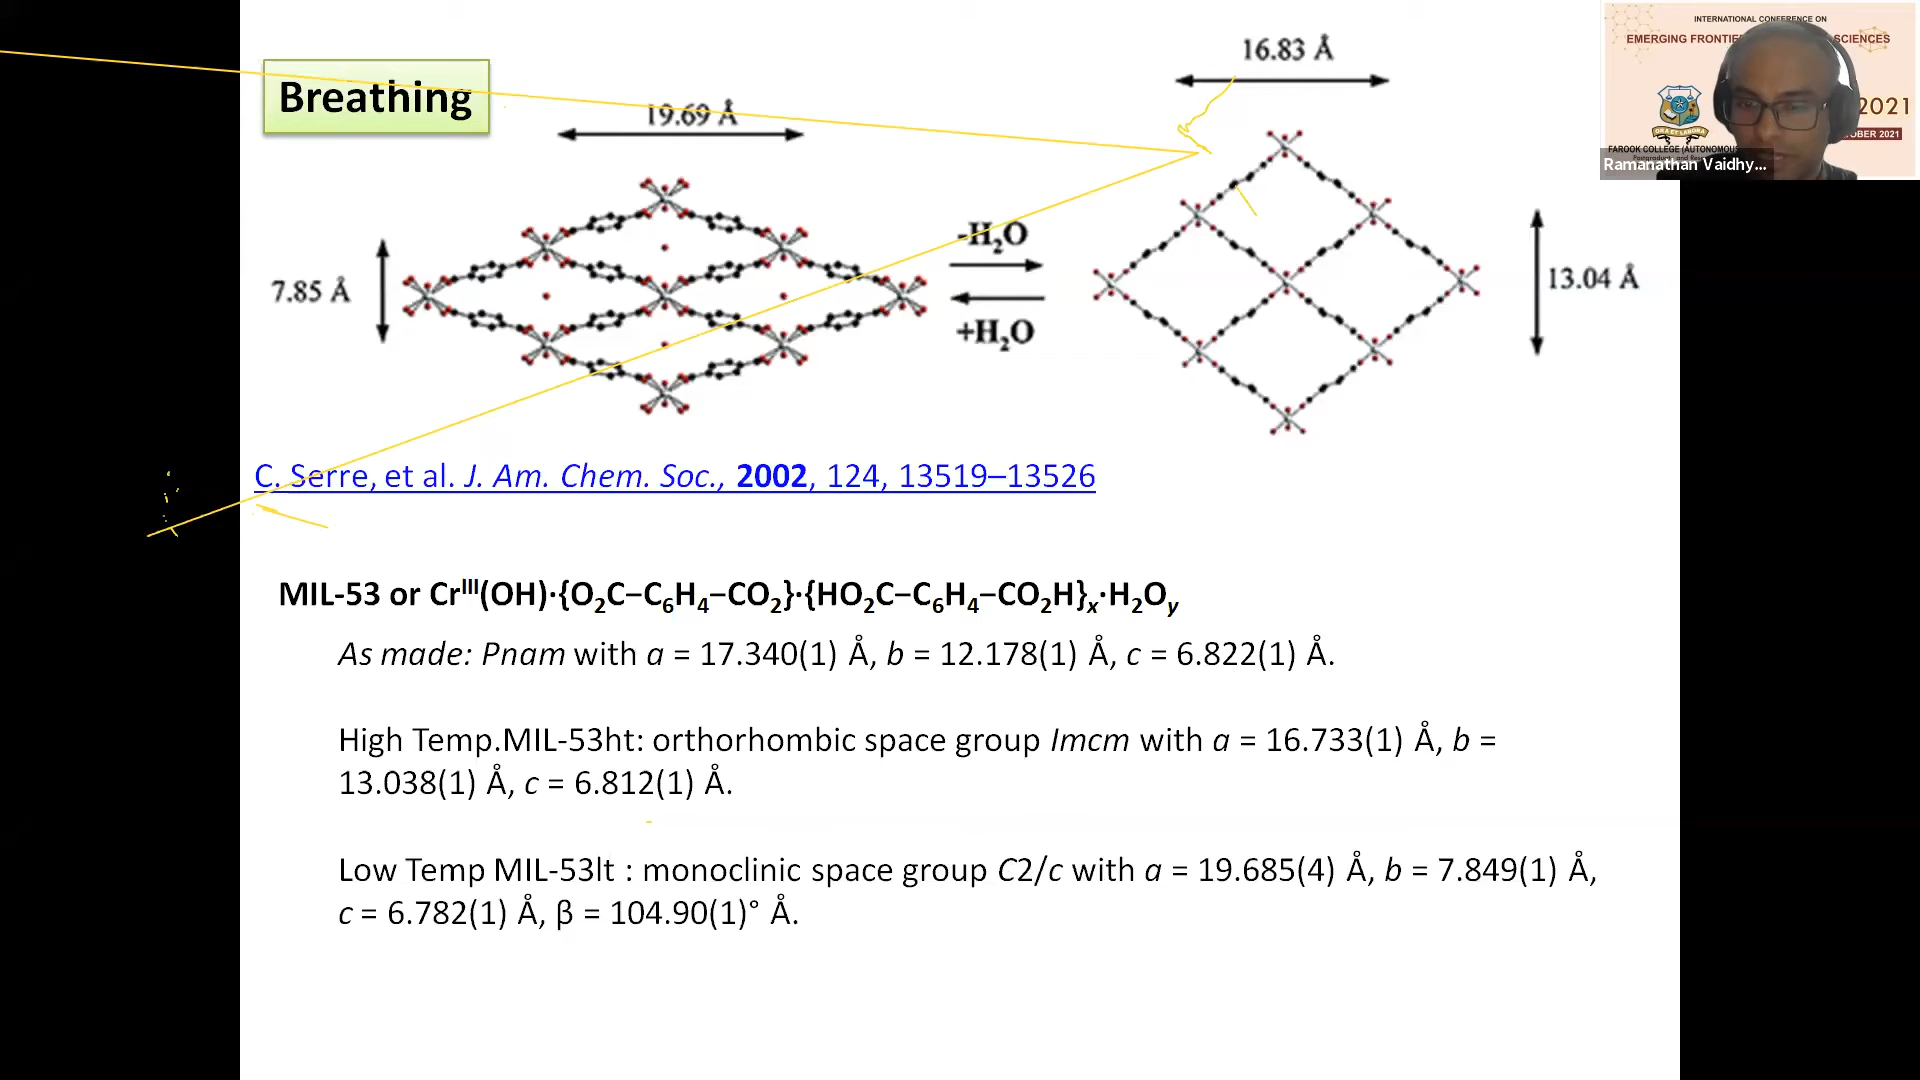 Breathing
19.69 Å
16.83 Å
7.85 Å
-H₂O
+H₂O
13.04 Å
C. Serre, et al. J. Am. Chem. Soc., 2002, 124, 13519–13526
MIL-53 or Crᴵᴵᴵ(OH)·{O₂C−C₆H₄−CO₂}·{HO₂C−C₆H₄−CO₂H}ₓ·H₂Oy
As made: Pnam with a = 17.340(1) Å, b = 12.178(1) Å, c = 6.822(1) Å.
High Temp.MIL-53ht: orthorhombic space group Imcm with a = 16.733(1) Å, b =
13.038(1) Å, c = 6.812(1) Å.
Low Temp MIL-53lt : monoclinic space group C2/c with a = 19.685(4) Å, b = 7.849(1) Å,
c = 6.782(1) Å, β = 104.90(1)° Å.
INTERNATIONAL CONFERENCE ON
EMERGING FRONTIE SCIENCES
2021
OBER 2021
FAROOK COLLEGE (AUTONOMOUS
Ramanathan Vaidhy...